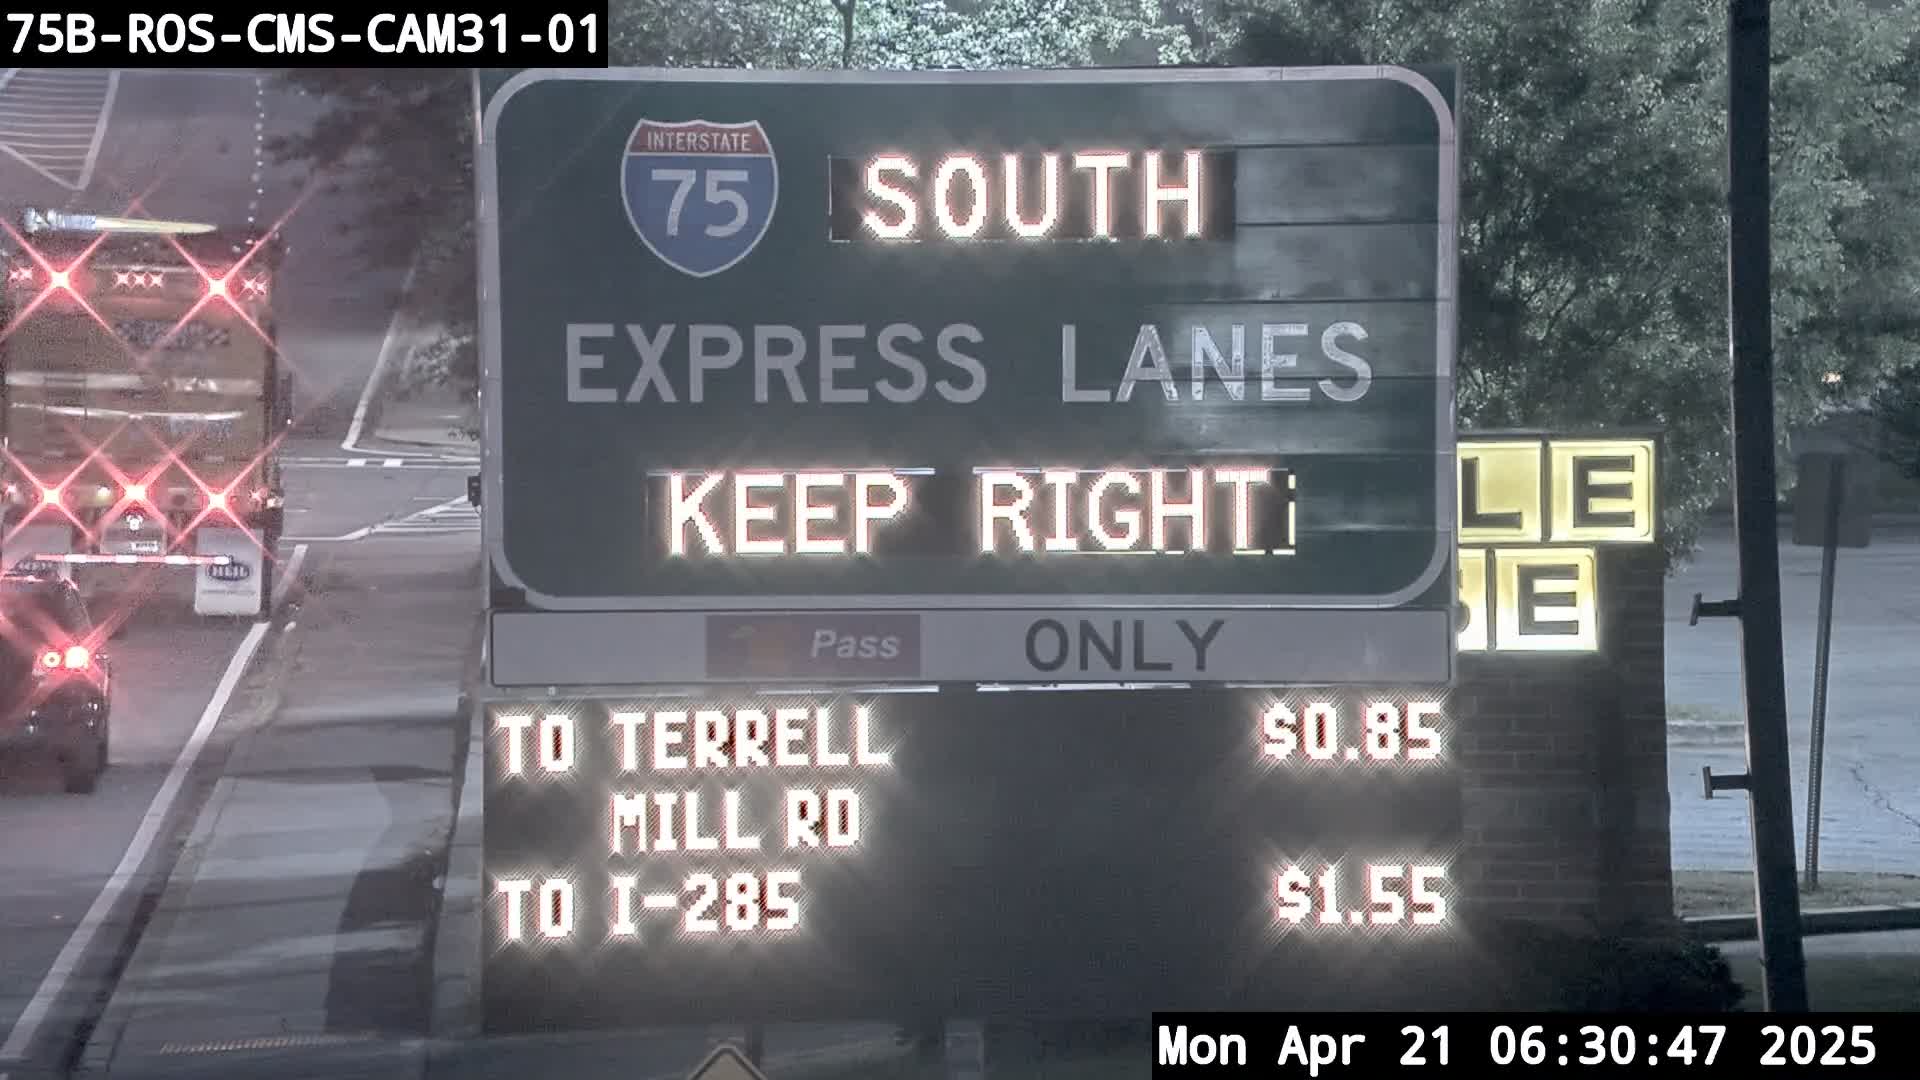 75B-ROS-CMS-CAM31-01
INTERSTATE
75
SOUTH
EXPRESS LANES
KEEP RIGHT
Pass ONLY
TO TERRELL $0.85
MILL RD
TO I-285 $1.55
LE
E
HEIL
Mon Apr 21 06:30:47 2025